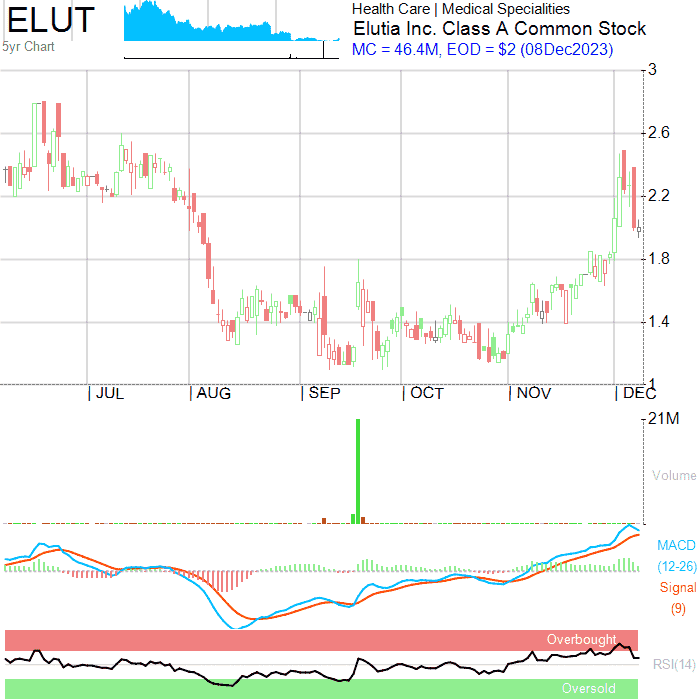 ELUT
5yr Chart
Health Care | Medical Specialities
Elutia Inc. Class A Common Stock
MC = 46.4M, EOD = $2 (08Dec2023)
3
2.6
2.2
1.8
1.4
1
JUL AUG SEP OCT NOV DEC
21M
Volume
MACD
(12-26)
Signal
(9)
Overbought
RSI(14)
Oversold